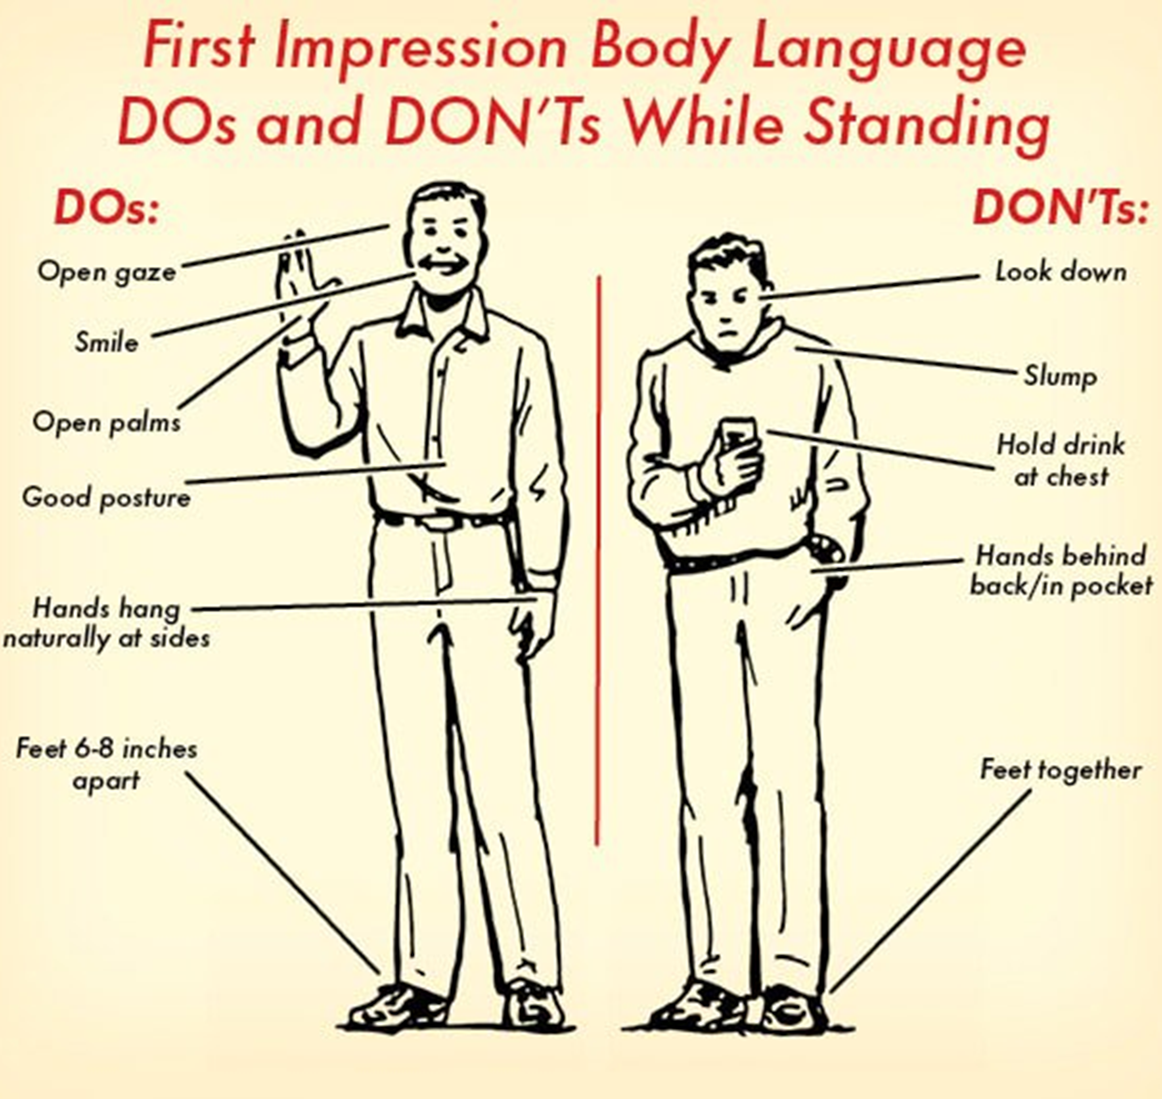 First Impression Body Language
DOs and DON'Ts While Standing
DOs:
Open gaze
Smile
Open palms
Good posture
Hands hang
naturally at sides
Feet 6-8 inches
apart
DON'Ts:
Look down
Slump
Hold drink
at chest
Hands behind
back/in pocket
Feet together